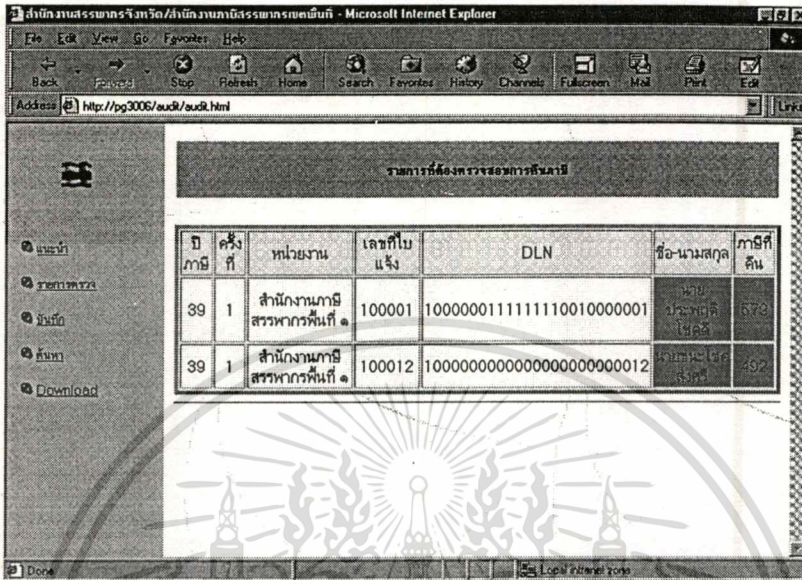 สำนักงานสรรพากรจังหวัด/สำนักงานภาษีสรรพากรเขตพื้นที่ - Microsoft Internet Explorer
File Edit View Go Favorites Help
Back Forward Stop Refresh Home Search Favorites History Channels Fullscreen Mail Print Edit
Address http://pg3006/audit/audit.html Links
รายการที่ต้องตรวจสอบการคืนภาษี
แนะนำ
รายการตรวจ
บันทึก
ค้นหา
Download
ปี ภาษี ครั้ง ที่ หน่วยงาน เลขที่ใบ แจ้ง DLN ชื่อ-นามสกุล ภาษีที่ คืน
39 1 สำนักงานภาษี สรรพากรพื้นที่ ๑ 100001 นาย ประพฤติ โชคดี
39 1 สำนักงานภาษี สรรพากรพื้นที่ ๑ 100012 492
Done Local intranet zone